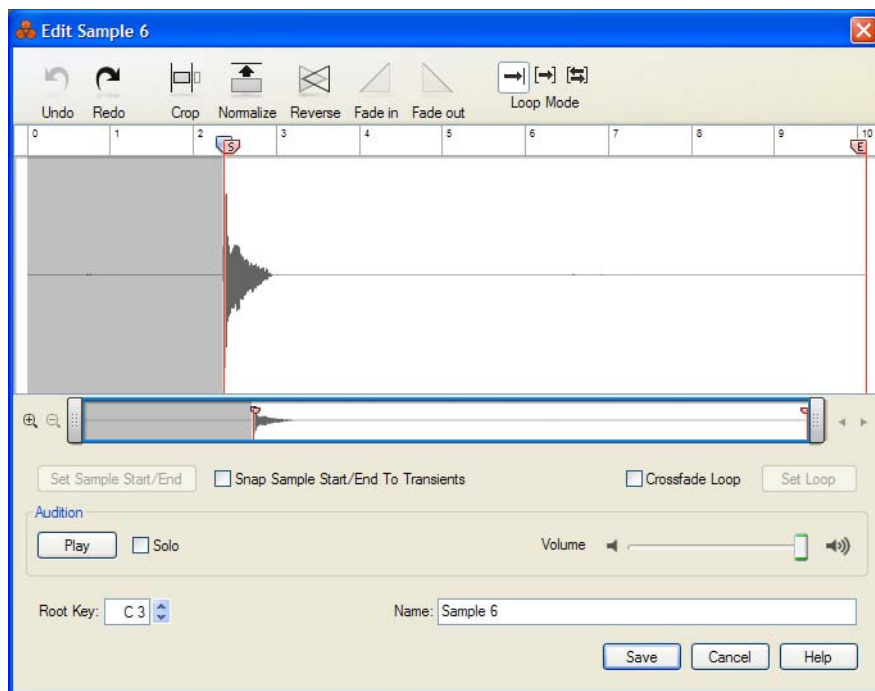 Edit Sample 6
Undo Redo Crop Normalize Reverse Fade in Fade out Loop Mode
0 1 2 3 4 5 6 7 8 9 10
S E
Set Sample Start/End Snap Sample Start/End To Transients Crossfade Loop Set Loop
Audition
Play Solo Volume
Root Key: C 3 Name: Sample 6
Save Cancel Help